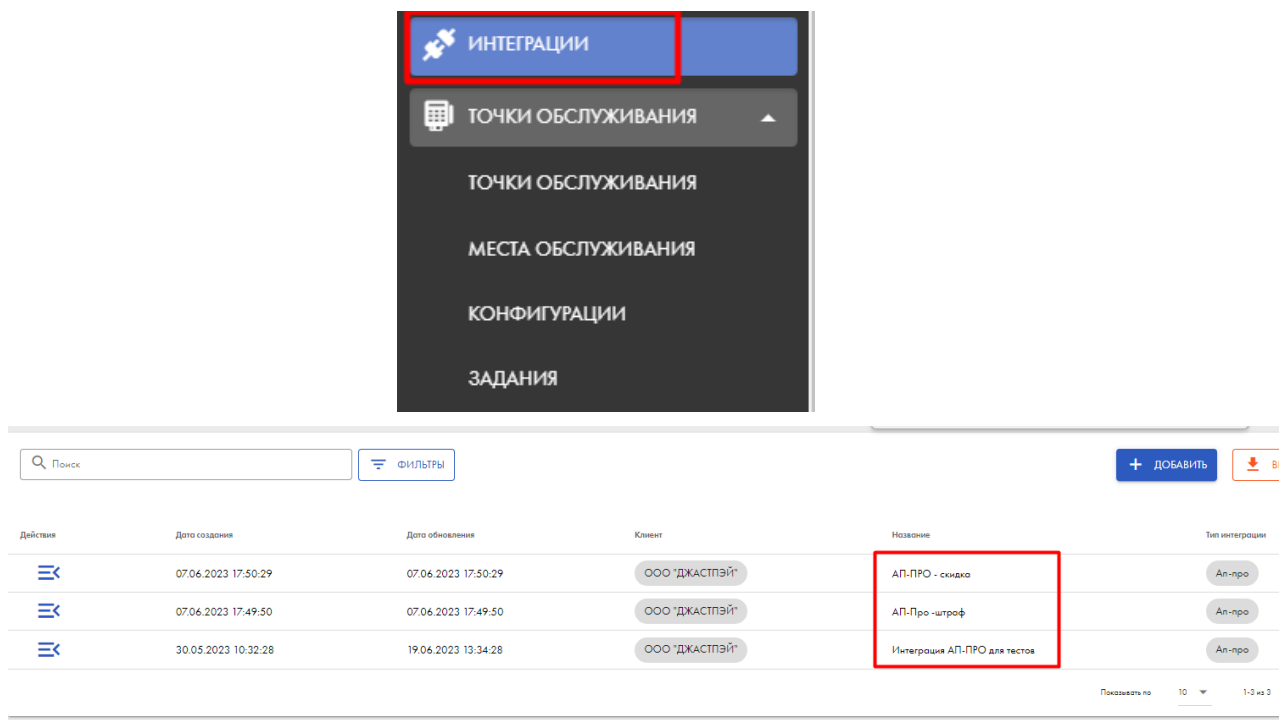 ИНТЕГРАЦИИ
ТОЧКИ ОБСЛУЖИВАНИЯ
ТОЧКИ ОБСЛУЖИВАНИЯ
МЕСТА ОБСЛУЖИВАНИЯ
КОНФИГУРАЦИИ
ЗАДАНИЯ
Поиск ФИЛЬТРЫ + ДОБАВИТЬ
Действия Дата создания Дата обновления Клиент Название Тип интеграции
07.06.2023 17:50:29 07.06.2023 17:50:29 ООО "ДЖАСТПЭЙ" АП-ПРО - скидка Ап-про
07.06.2023 17:49:50 07.06.2023 17:49:50 ООО "ДЖАСТПЭЙ" АП-Про -штраф Ап-про
30.05.2023 10:32:28 19.06.2023 13:34:28 ООО "ДЖАСТПЭЙ" Интеграция АП-ПРО для тестов Ап-про
Показывать по 10 1-3 из 3